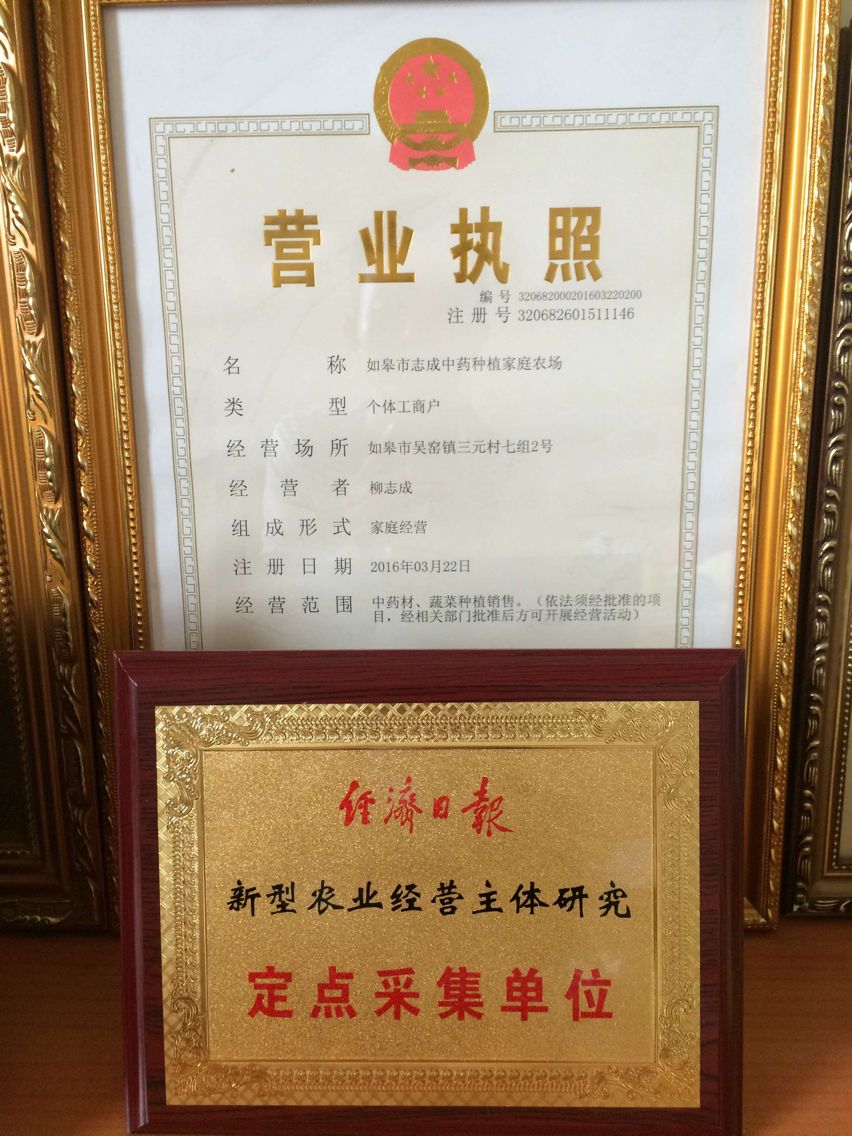 营业执照
编号 320682000201603220200
注册号 320682601511146
名称 如皋市志成中药种植家庭农场
类型 个体工商户
经营场所 如皋市吴窑镇三元村七组2号
经营者 柳志成
组成形式 家庭经营
注册日期 2016年03月22日
经营范围 中药材、蔬菜种植销售。（依法须经批准的项
目，经相关部门批准后方可开展经营活动）
经濟日報
新型农业经营主体研究
定点采集单位